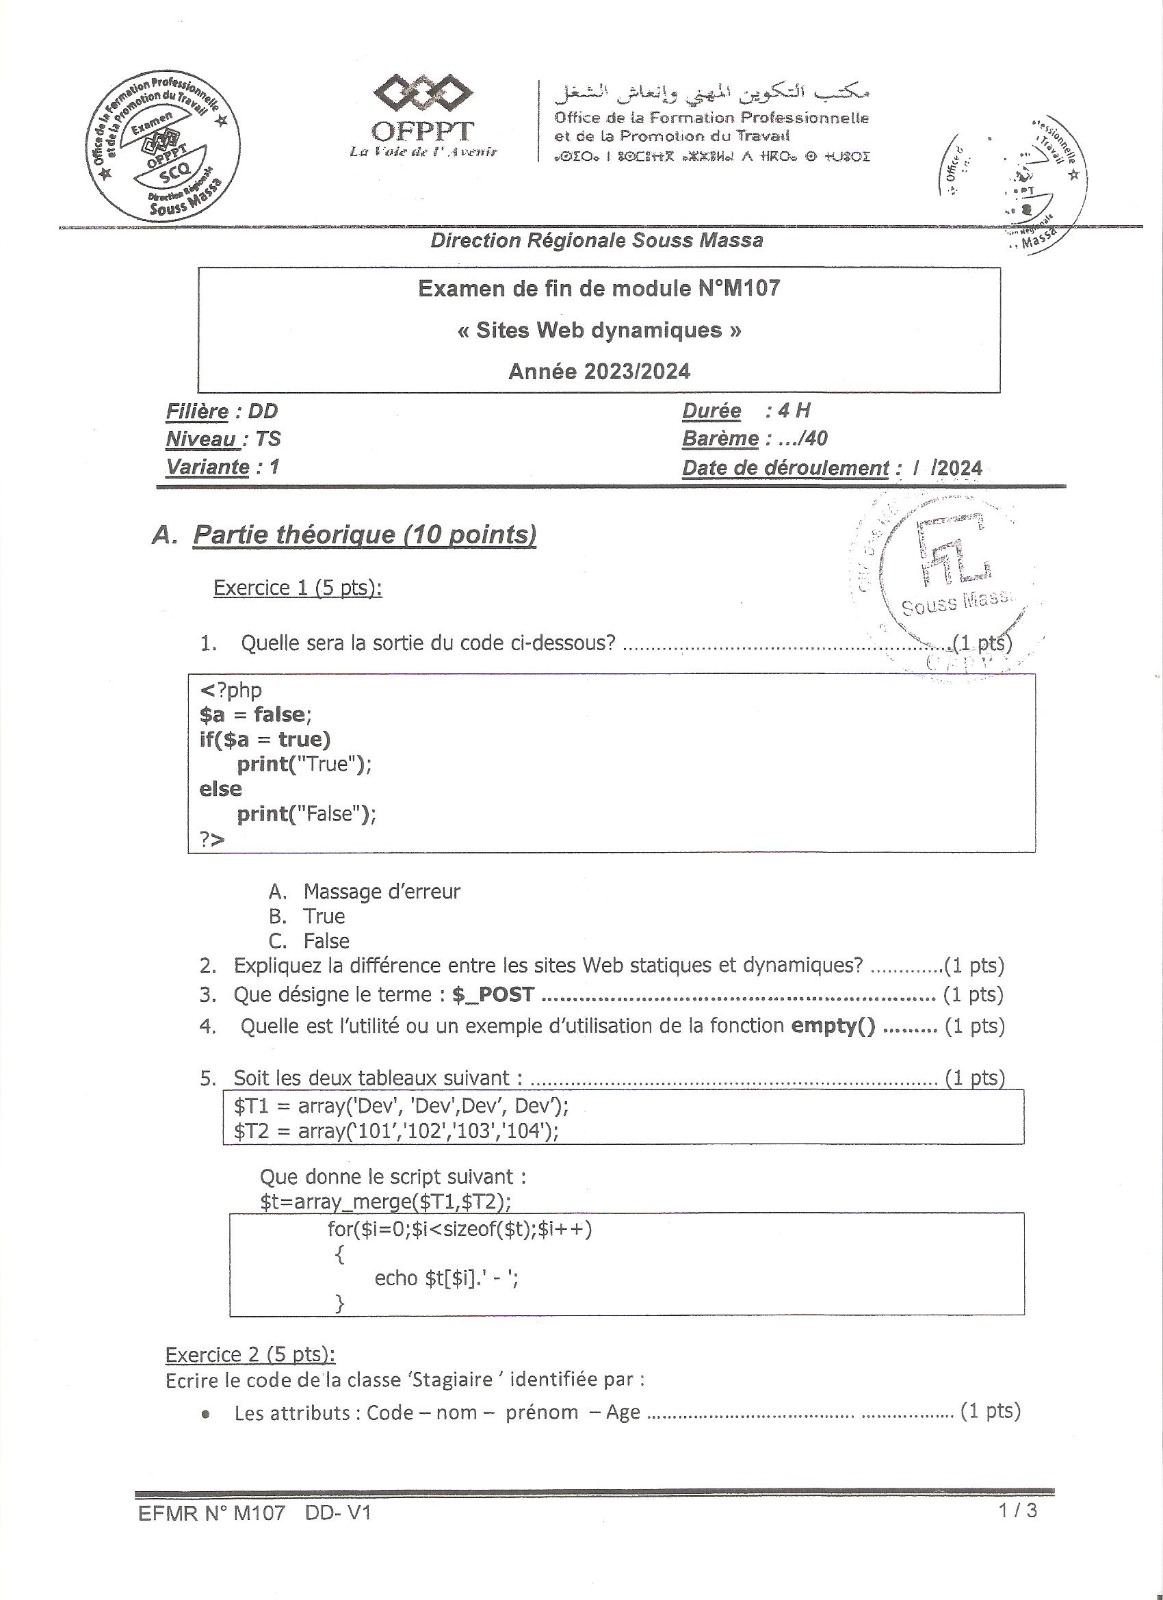 Office de la Formation Professionnelle
et de la Promotion du Travail
Examen
OFPPT
SCQ
Direction Régionale
Souss Massa
OFPPT
La Voie de l'Avenir
مكتب التكوين المهني وإنعاش الشغل
Office de la Formation Professionnelle
et de la Promotion du Travail
Direction Régionale Souss Massa
Examen de fin de module N°M107
« Sites Web dynamiques »
Année 2023/2024
Filière : DD
Durée : 4 H
Niveau : TS
Barème : .../40
Variante : 1
Date de déroulement : / /2024
A. Partie théorique (10 points)
Souss Massa
Exercice 1 (5 pts):
1. Quelle sera la sortie du code ci-dessous? ......................................................(1 pts)
<?php
$a = false;
if($a = true)
print("True");
else
print("False");
?>
A. Massage d'erreur
B. True
C. False
2. Expliquez la différence entre les sites Web statiques et dynamiques? ............(1 pts)
3. Que désigne le terme : $_POST ................................................................ (1 pts)
4. Quelle est l'utilité ou un exemple d'utilisation de la fonction empty() ......... (1 pts)
5. Soit les deux tableaux suivant : .................................................................. (1 pts)
$T1 = array('Dev', 'Dev',Dev', Dev');
$T2 = array('101','102','103','104');
Que donne le script suivant :
$t=array_merge($T1,$T2);
for($i=0;$i<sizeof($t);$i++)
{
echo $t[$i].' - ';
}
Exercice 2 (5 pts):
Ecrire le code de la classe 'Stagiaire ' identifiée par :
• Les attributs : Code – nom – prénom – Age ...................................... ................. (1 pts)
EFMR N° M107 DD- V1
1 / 3